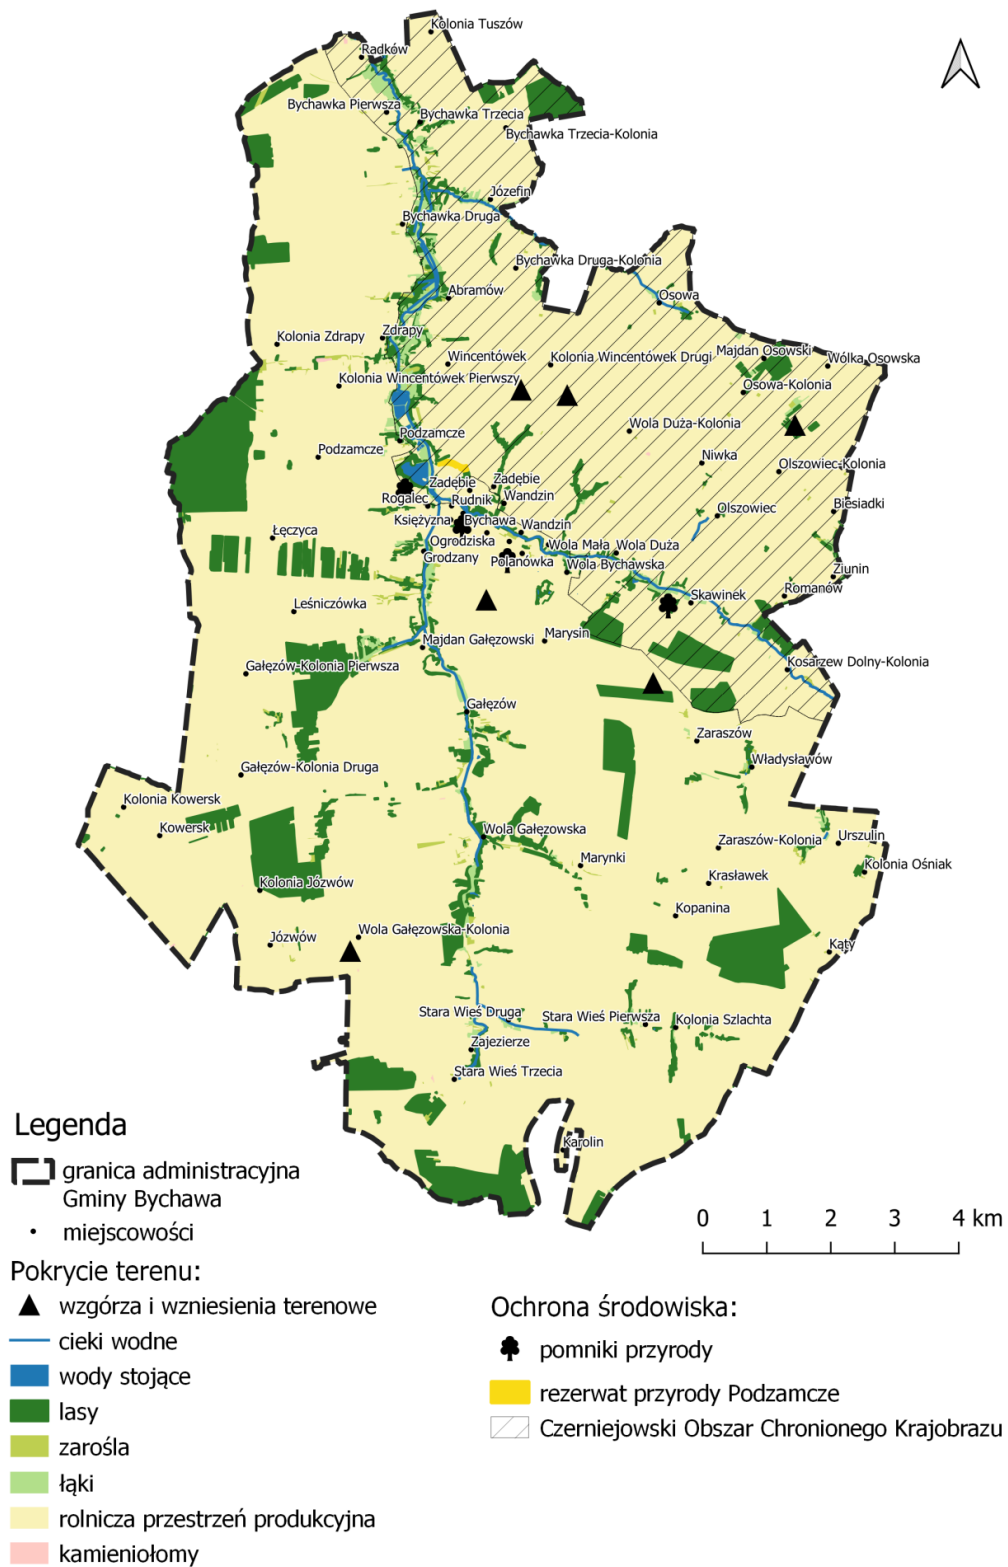 Kolonia Tuszów
Radków
Bychawka Pierwsza
Bychawka Trzecia
Bychawka Trzecia-Kolonia
Józefin
Bychawka Druga
Bychawka Druga-Kolonia
Abramów
Osowa
Zdrapy
Kolonia Zdrapy
Wincentówek
Kolonia Wincentówek Drugi
Majdan Osowski
Wólka Osowska
Kolonia Wincentówek Pierwszy
Osowa-Kolonia
Wola Duża-Kolonia
Podzamcze
Podzamcze
Niwka
Olszowiec-Kolonia
Zadębie
Zadębie
Rogalec
Rudnik
Wandzin
Olszowiec
Biesiadki
Księżyzna
Bychawa
Wandzin
Łęczyca
Ogrodziska
Wola Mała
Wola Duża
Grodzany
Polanówka
Wola Bychawska
Ziunin
Romanów
Leśniczówka
Skawinek
Majdan Gałęzowski
Marysin
Gałęzów-Kolonia Pierwsza
Kosarzew Dolny-Kolonia
Gałęzów
Zaraszów
Władysławów
Gałęzów-Kolonia Druga
Kolonia Kowersk
Kowersk
Wola Gałęzowska
Zaraszów-Kolonia
Urszulin
Marynki
Kolonia Ośniak
Krasławek
Kolonia Józwów
Kopanina
Józwów
Wola Gałęzowska-Kolonia
Kąty
Stara Wieś Druga
Stara Wieś Pierwsza
Kolonia Szlachta
Zajezierze
Stara Wieś Trzecia
Karolin
Legenda
granica administracyjna
Gminy Bychawa
miejscowości
Pokrycie terenu:
wzgórza i wzniesienia terenowe
cieki wodne
wody stojące
lasy
zarośla
łąki
rolnicza przestrzeń produkcyjna
kamieniołomy
0 1 2 3 4 km
Ochrona środowiska:
pomniki przyrody
rezerwat przyrody Podzamcze
Czerniejowski Obszar Chronionego Krajobrazu